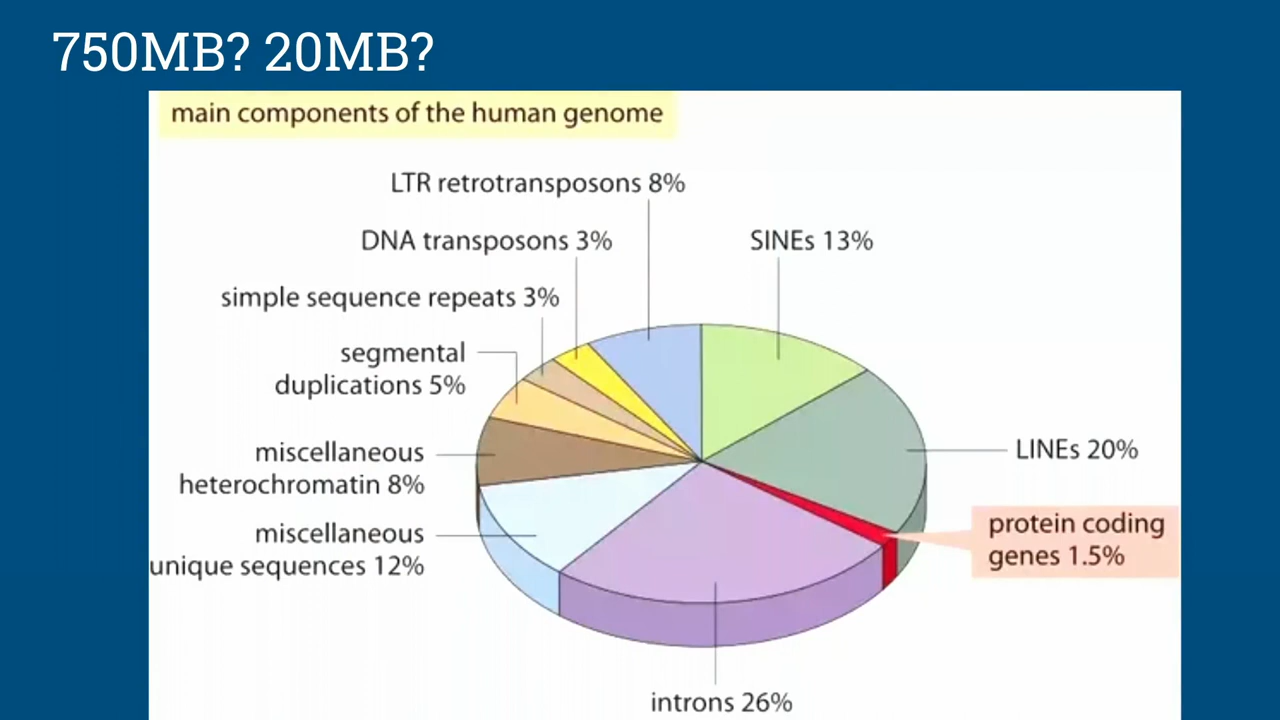 750MB? 20MB?
main components of the human genome
LTR retrotransposons 8%
DNA transposons 3%
SINEs 13%
simple sequence repeats 3%
segmental
duplications 5%
LINEs 20%
miscellaneous
heterochromatin 8%
protein coding
genes 1.5%
miscellaneous
unique sequences 12%
introns 26%